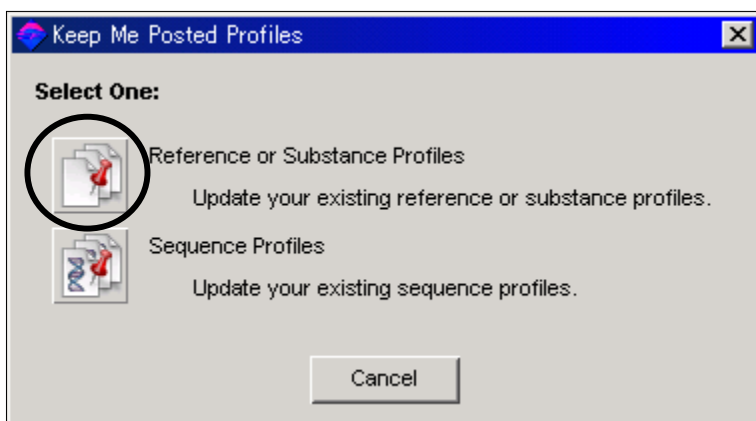 Keep Me Posted Profiles
Select One:
Reference or Substance Profiles
Update your existing reference or substance profiles.
Sequence Profiles
Update your existing sequence profiles.
Cancel